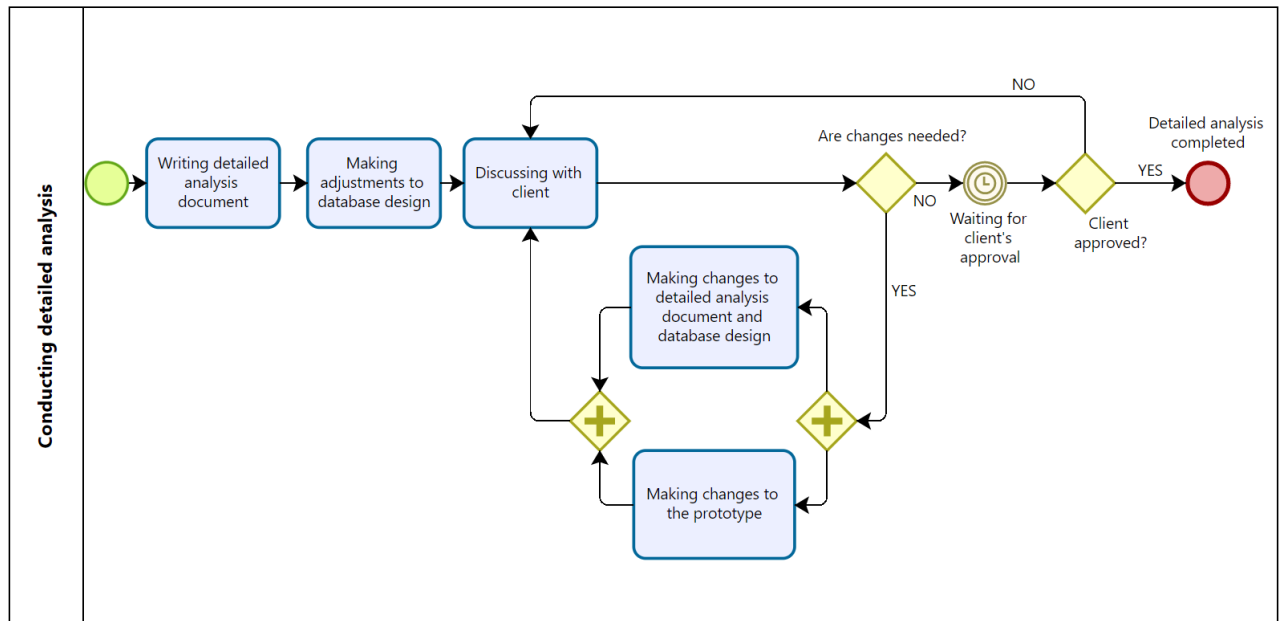 Conducting detailed analysis
Writing detailed
analysis
document
Making
adjustments to
database design
Discussing with
client
Are changes needed?
NO
YES
Waiting for
client's
approval
Client
approved?
NO
YES
Detailed analysis
completed
Making changes to
detailed analysis
document and
database design
Making changes to
the prototype